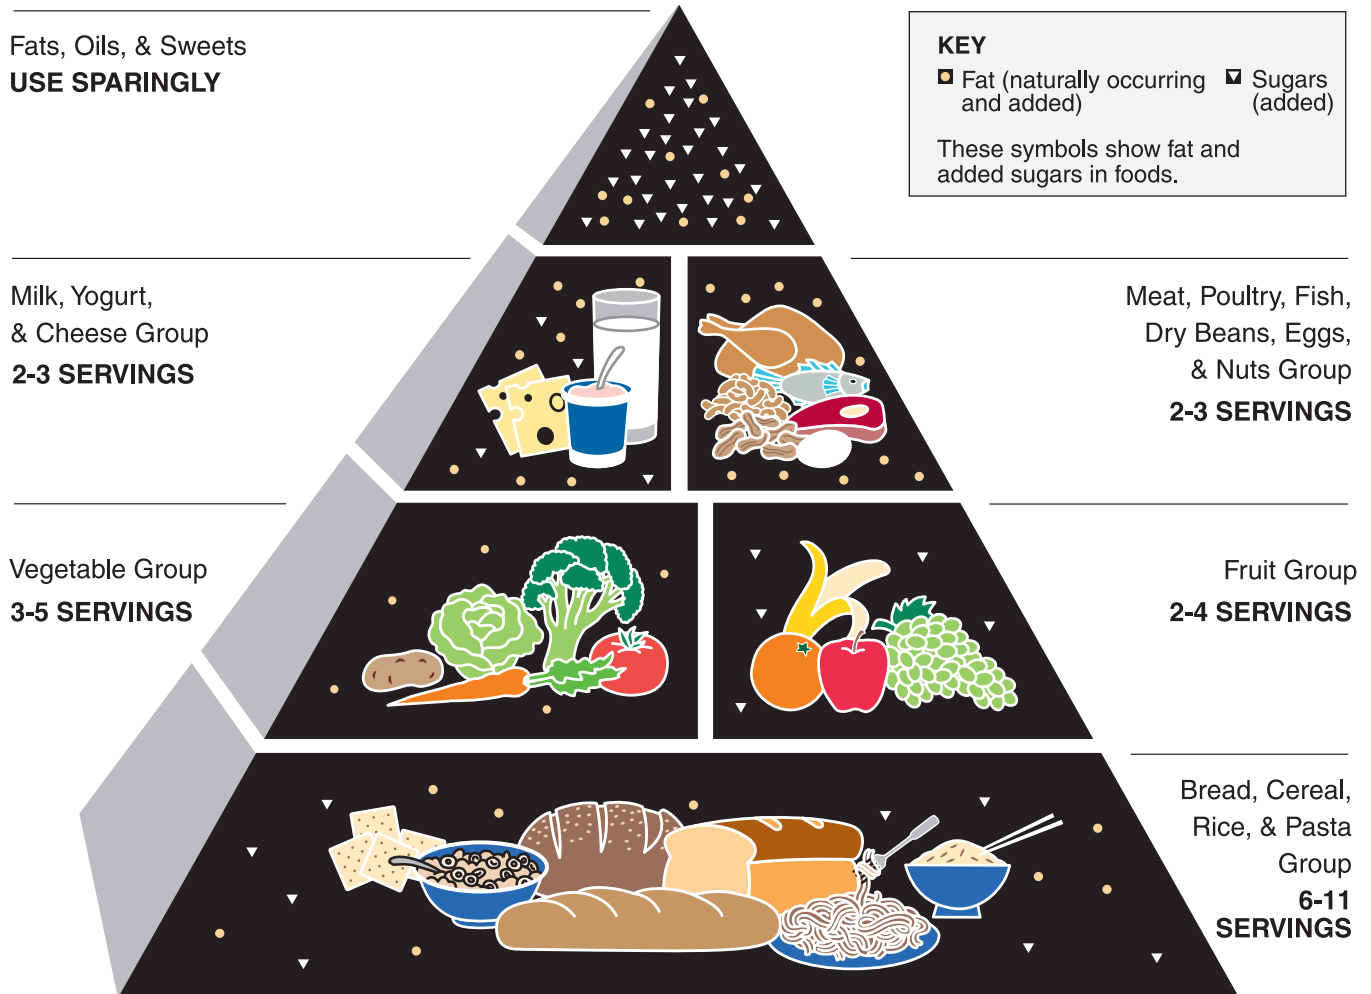 Fats, Oils, & Sweets
USE SPARINGLY
KEY
Fat (naturally occurring
and added)
Sugars
(added)
These symbols show fat and
added sugars in foods.
Milk, Yogurt,
& Cheese Group
2-3 SERVINGS
Meat, Poultry, Fish,
Dry Beans, Eggs,
& Nuts Group
2-3 SERVINGS
Vegetable Group
3-5 SERVINGS
Fruit Group
2-4 SERVINGS
Bread, Cereal,
Rice, & Pasta
Group
6-11
SERVINGS